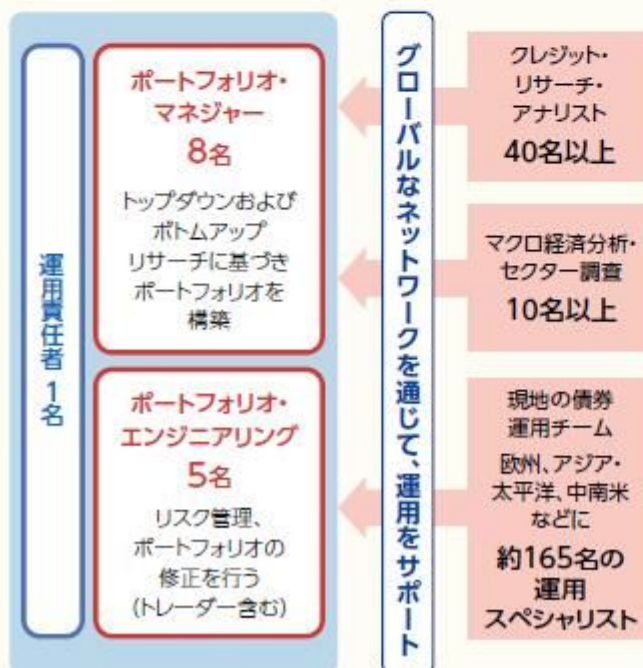 運用責任者 1名
ポートフォリオ・
マネジャー
8名
トップダウンおよび
ボトムアップ
リサーチに基づき
ポートフォリオを
構築
ポートフォリオ・
エンジニアリング
5名
リスク管理、
ポートフォリオの
修正を行う
(トレーダー含む)
グローバルなネットワークを通じて、運用をサポート
クレジット・
リサーチ・
アナリスト
40名以上
マクロ経済分析・
セクター調査
10名以上
現地の債券
運用チーム
欧州、アジア・
太平洋、中南米
などに
約165名の
運用
スペシャリスト